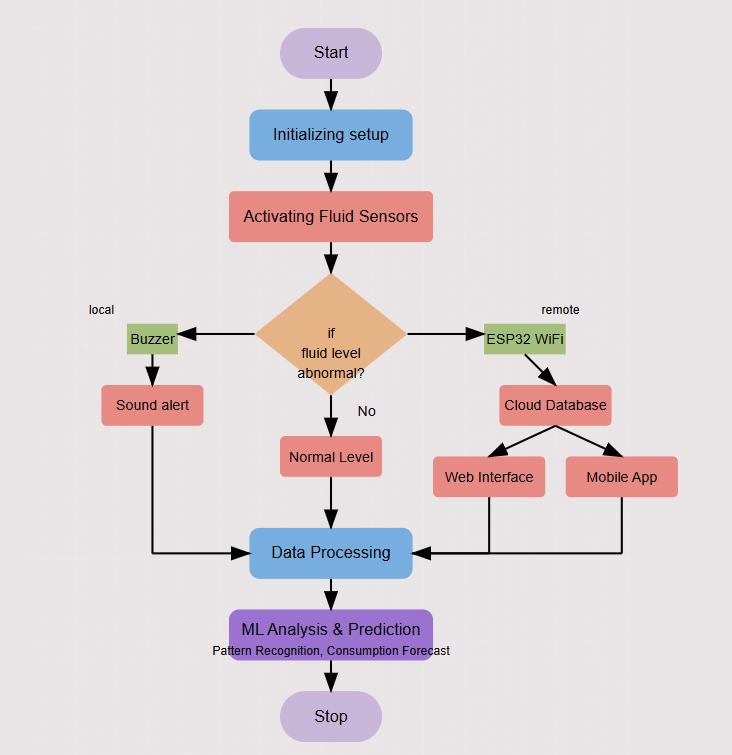 Start
Initializing setup
Activating Fluid Sensors
local
remote
Buzzer
if
fluid level
abnormal?
ESP32 WiFi
Sound alert
No
Cloud Database
Normal Level
Web Interface
Mobile App
Data Processing
ML Analysis & Prediction
Pattern Recognition, Consumption Forecast
Stop